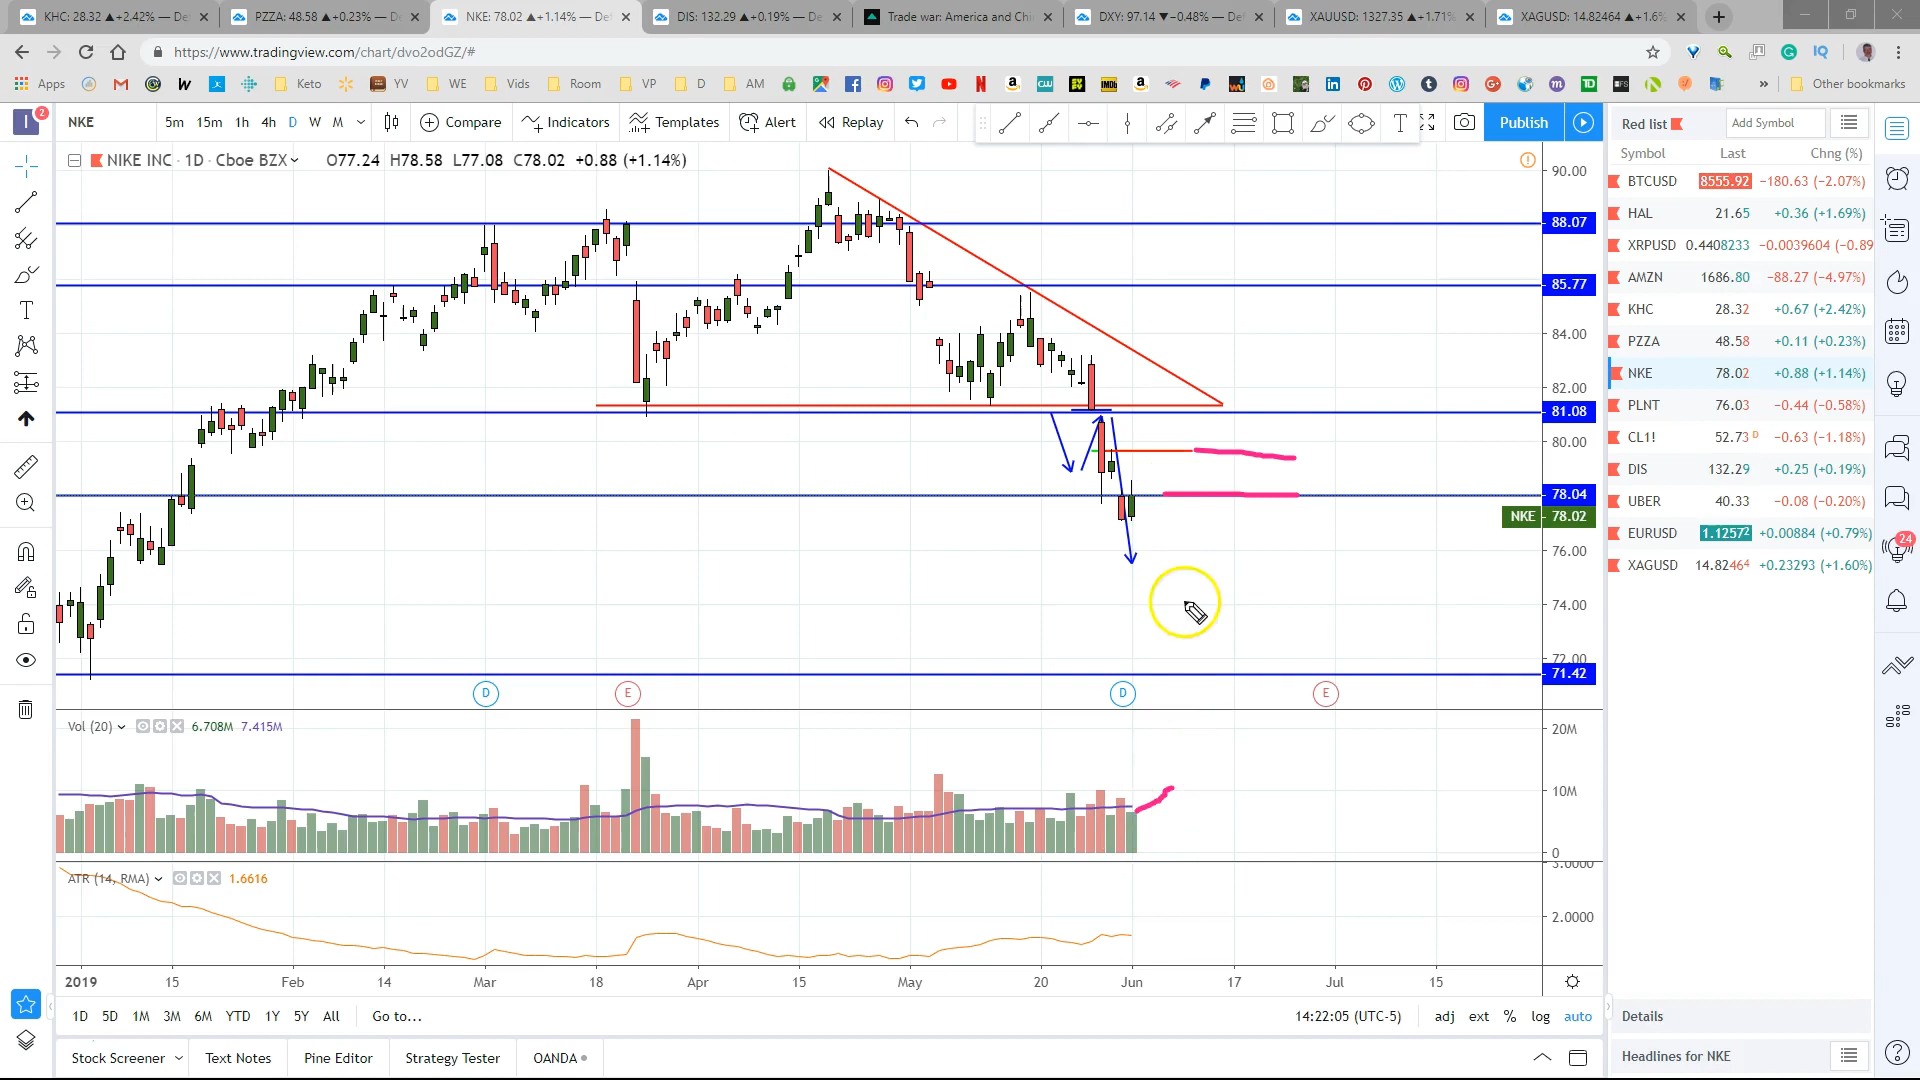 KHC: 28.32 ▲+2.42% — De
PZZA: 48.58 ▲+0.23% — De
NKE: 78.02 ▲+1.14% — De
DIS: 132.29 ▲+0.19% — De
Trade war: America and Chi
DXY: 97.14 ▼−0.48% — De
XAUUSD: 1327.35 ▲+1.71%
XAGUSD: 14.82464 ▲+1.6%
https://www.tradingview.com/chart/dvo2odGZ/#
Apps Keto YV WE Vids Room VP D AM » Other bookmarks
2 NKE 5m 15m 1h 4h D W M Compare Indicators Templates Alert Replay Publish
NIKE INC · 1D · Cboe BZX O77.24 H78.58 L77.08 C78.02 +0.88 (+1.14%)
90.00
88.07
85.77
84.00
82.00
81.08
80.00
78.04
NKE 78.02
76.00
74.00
72.00
71.42
D E D E
Vol (20) 6.708M 7.415M
20M
10M
0
ATR (14, RMA) 1.6616
3.0000
2.0000
2019 15 Feb 14 Mar 18 Apr 15 May 20 Jun 17 Jul 15
1D 5D 1M 3M 6M YTD 1Y 5Y All Go to... 14:22:05 (UTC-5) adj ext % log auto
Stock Screener Text Notes Pine Editor Strategy Tester OANDA
Red list Add Symbol
Symbol Last Chng (%)
BTCUSD 8555.92 −180.63 (−2.07%)
HAL 21.65 +0.36 (+1.69%)
XRPUSD 0.4408233 −0.0039604 (−0.89
AMZN 1686.80 −88.27 (−4.97%)
KHC 28.32 +0.67 (+2.42%)
PZZA 48.58 +0.11 (+0.23%)
NKE 78.02 +0.88 (+1.14%)
PLNT 76.03 −0.44 (−0.58%)
CL1! 52.73 D −0.63 (−1.18%)
DIS 132.29 +0.25 (+0.19%)
UBER 40.33 −0.08 (−0.20%)
EURUSD 1.12572 +0.00884 (+0.79%)
XAGUSD 14.82464 +0.23293 (+1.60%)
24
Details
Headlines for NKE